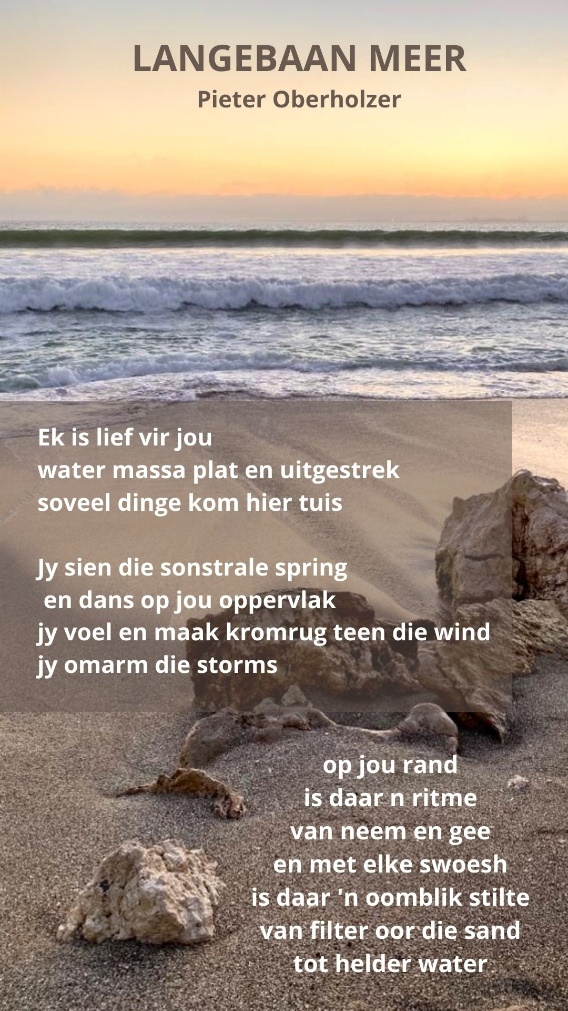 LANGEBAAN MEER
Pieter Oberholzer
Ek is lief vir jou
water massa plat en uitgestrek
soveel dinge kom hier tuis
Jy sien die sonstrale spring
en dans op jou oppervlak
jy voel en maak kromrug teen die wind
jy omarm die storms
op jou rand
is daar n ritme
van neem en gee
en met elke swoesh
is daar 'n oomblik stilte
van filter oor die sand
tot helder water